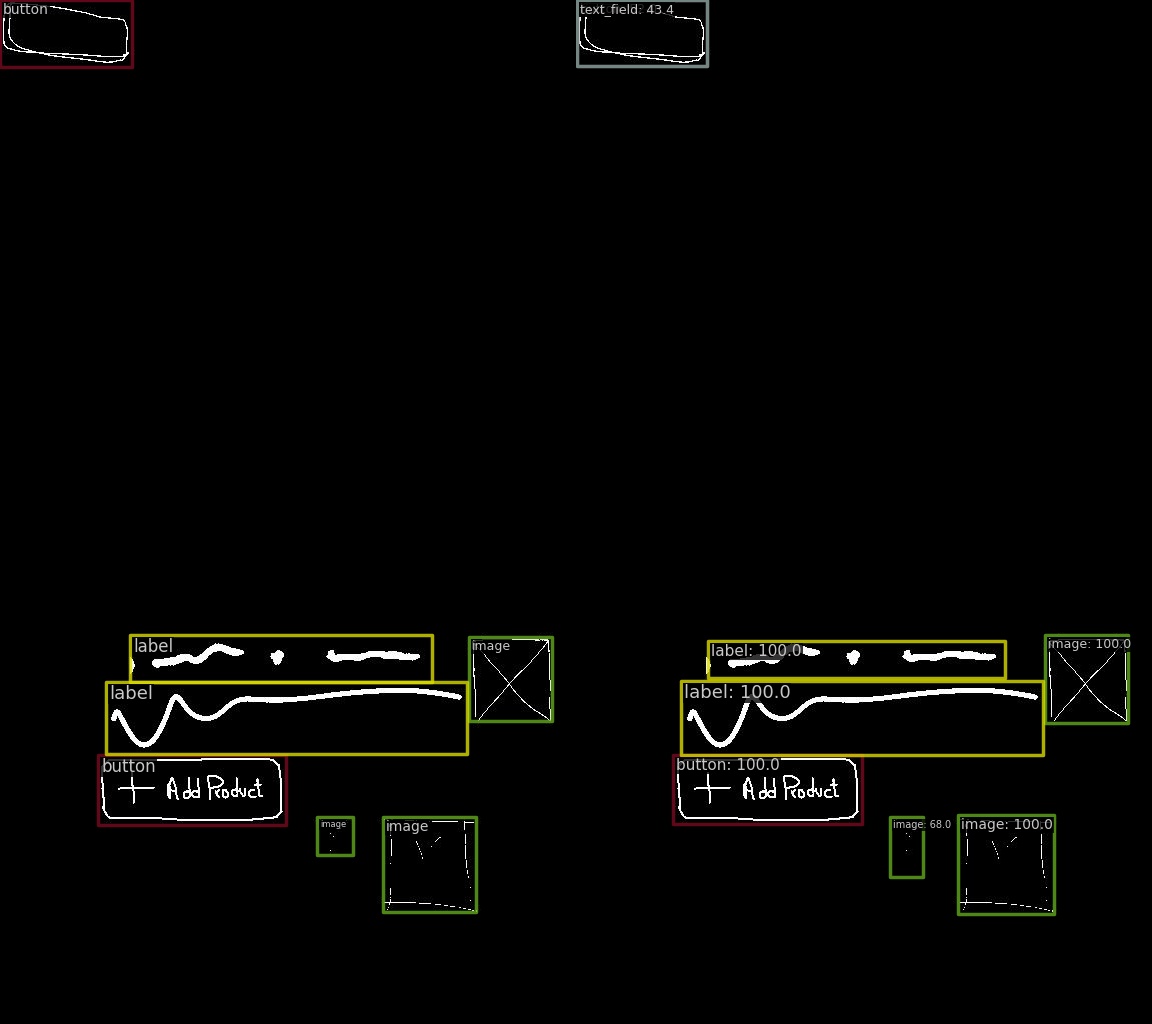 button text_field: 43.4
label image label: 100.0 image: 100.0
label label: 100.0
button button: 100.0
+ Add Product + Add Product
image image image: 68.0 image: 100.0